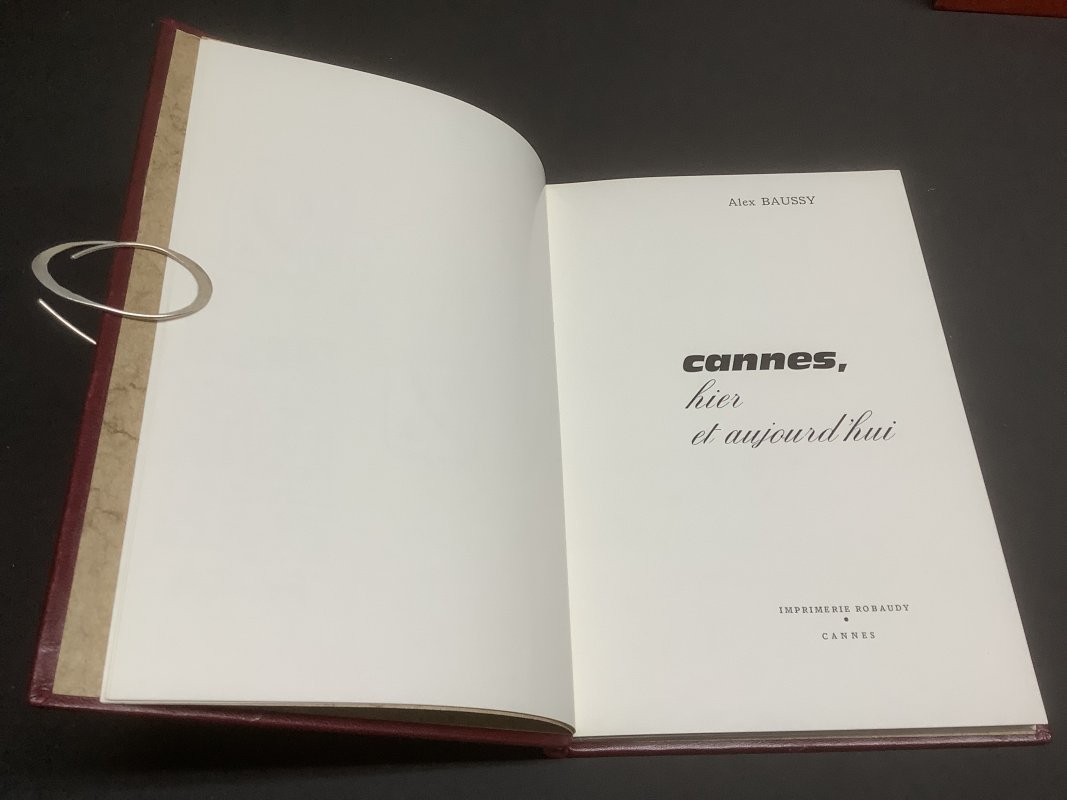 Alex BAUSSY
cannes,
hier
et aujourd'hui
IMPRIMERIE ROBAUDY
•
CANNES